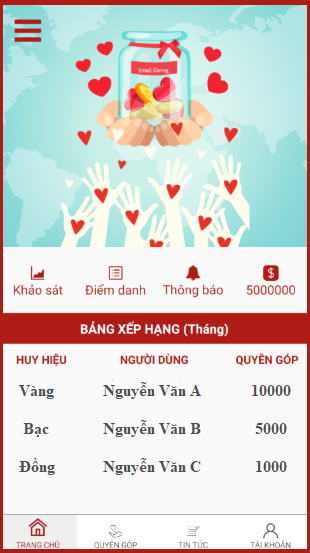 Small Giving
Khảo sát Điểm danh Thông báo 5000000
BẢNG XẾP HẠNG (Tháng)
HUY HIỆU NGƯỜI DÙNG QUYÊN GÓP
Vàng Nguyễn Văn A 10000
Bạc Nguyễn Văn B 5000
Đồng Nguyễn Văn C 1000
TRANG CHỦ QUYÊN GÓP TIN TỨC TÀI KHOẢN